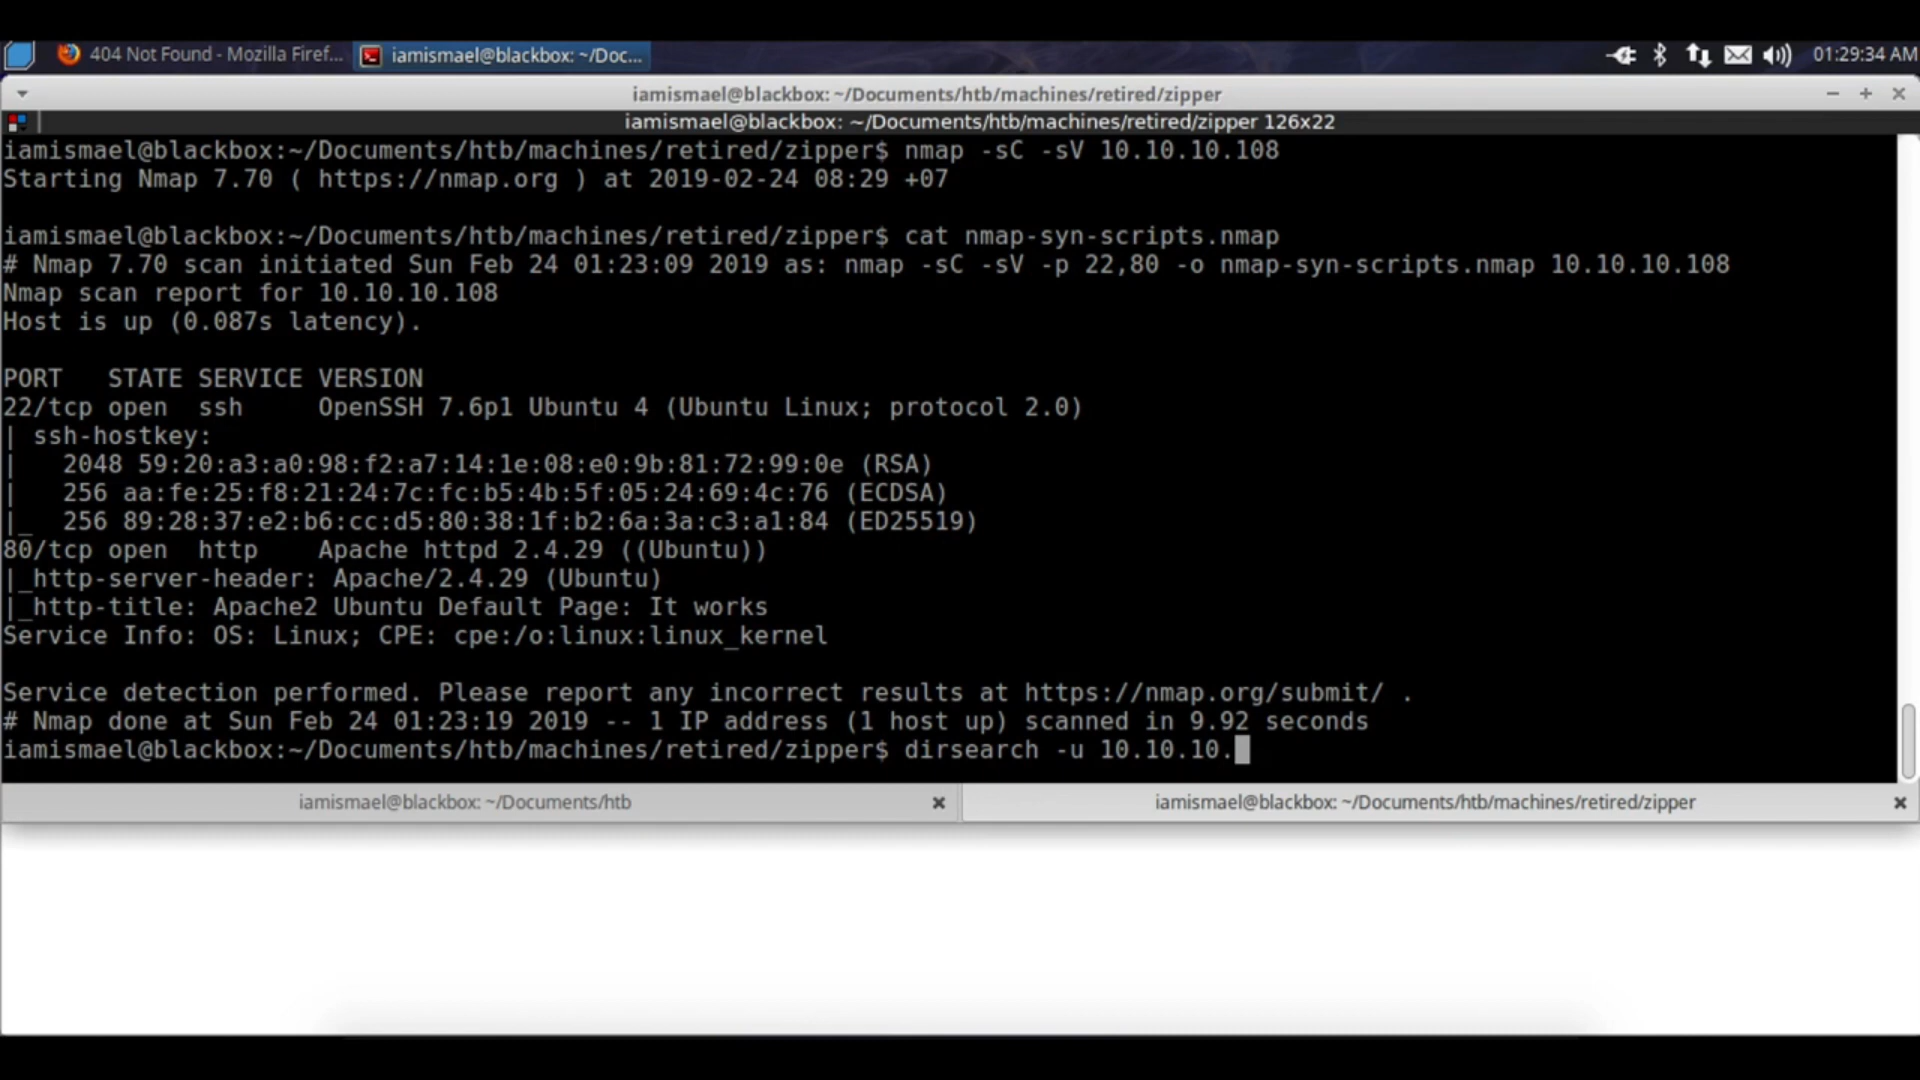 404 Not Found - Mozilla Firef... iamismael@blackbox: ~/Doc... 01:29:34 AM
iamismael@blackbox: ~/Documents/htb/machines/retired/zipper
iamismael@blackbox: ~/Documents/htb/machines/retired/zipper 126x22
iamismael@blackbox:~/Documents/htb/machines/retired/zipper$ nmap -sC -sV 10.10.10.108
Starting Nmap 7.70 ( https://nmap.org ) at 2019-02-24 08:29 +07
iamismael@blackbox:~/Documents/htb/machines/retired/zipper$ cat nmap-syn-scripts.nmap
# Nmap 7.70 scan initiated Sun Feb 24 01:23:09 2019 as: nmap -sC -sV -p 22,80 -o nmap-syn-scripts.nmap 10.10.10.108
Nmap scan report for 10.10.10.108
Host is up (0.087s latency).
PORT   STATE SERVICE VERSION
22/tcp open  ssh     OpenSSH 7.6p1 Ubuntu 4 (Ubuntu Linux; protocol 2.0)
| ssh-hostkey:
|   2048 59:20:a3:a0:98:f2:a7:14:1e:08:e0:9b:81:72:99:0e (RSA)
|   256 aa:fe:25:f8:21:24:7c:fc:b5:4b:5f:05:24:69:4c:76 (ECDSA)
|_  256 89:28:37:e2:b6:cc:d5:80:38:1f:b2:6a:3a:c3:a1:84 (ED25519)
80/tcp open  http    Apache httpd 2.4.29 ((Ubuntu))
|_http-server-header: Apache/2.4.29 (Ubuntu)
|_http-title: Apache2 Ubuntu Default Page: It works
Service Info: OS: Linux; CPE: cpe:/o:linux:linux_kernel
Service detection performed. Please report any incorrect results at https://nmap.org/submit/ .
# Nmap done at Sun Feb 24 01:23:19 2019 -- 1 IP address (1 host up) scanned in 9.92 seconds
iamismael@blackbox:~/Documents/htb/machines/retired/zipper$ dirsearch -u 10.10.10.
iamismael@blackbox: ~/Documents/htb iamismael@blackbox: ~/Documents/htb/machines/retired/zipper